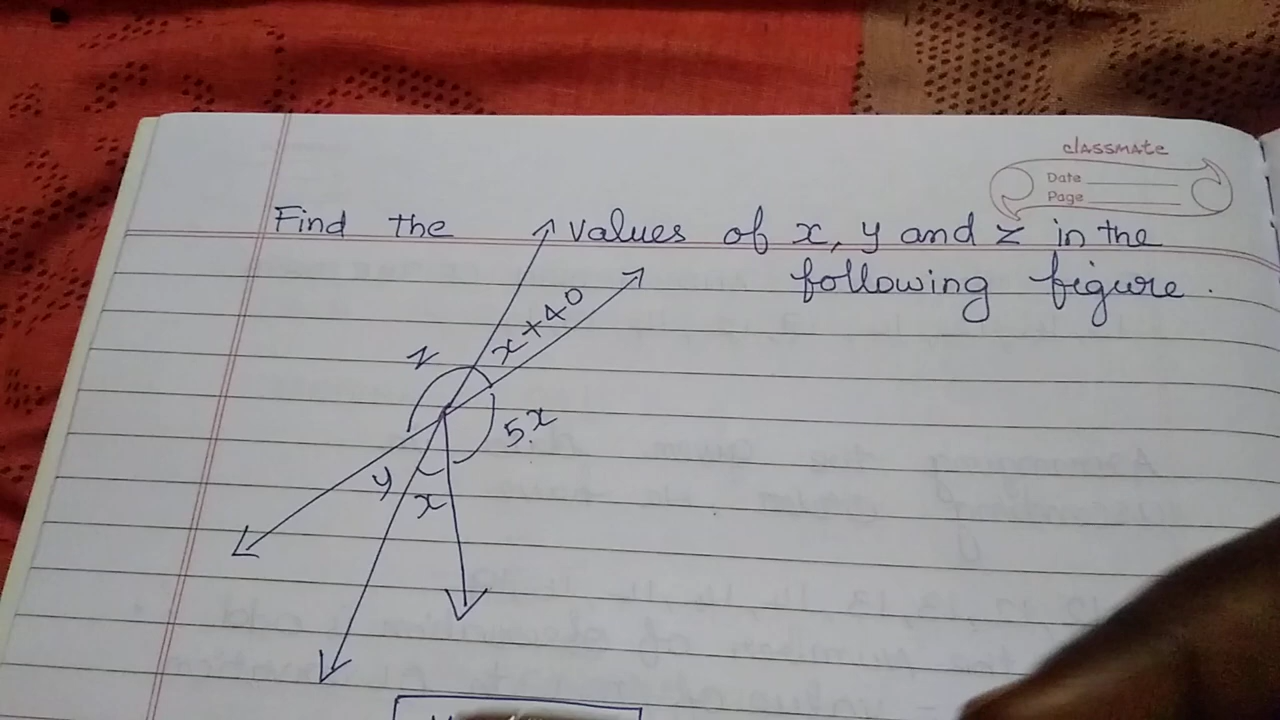 classmate
Date
Page
Find the values of x, y and z in the
following figure.
x+40
z
5x
y
x